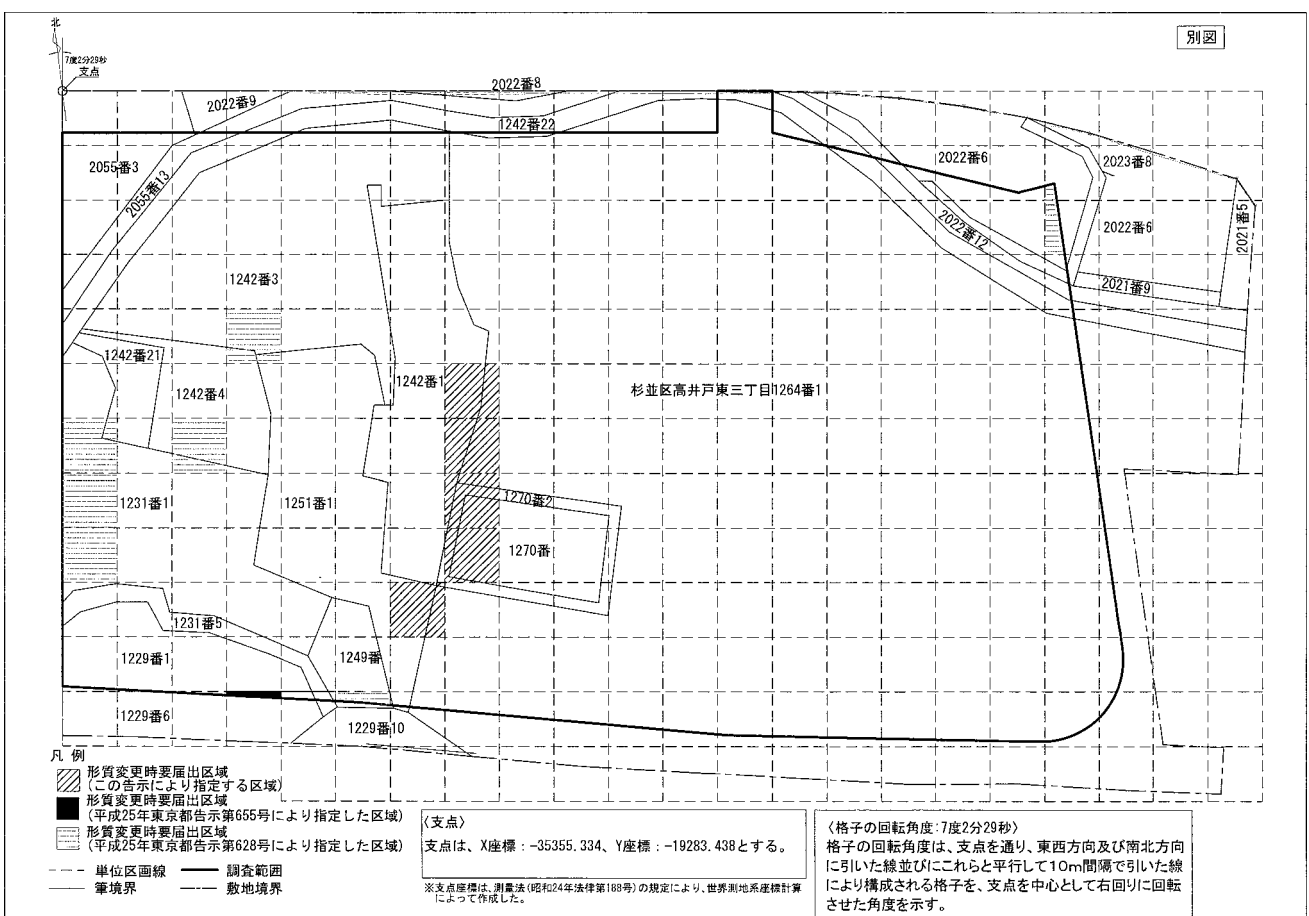 別図
北
7度2分29秒
支点
2022番8
2022番9
1242番22
2055番3
2055番13
2022番6
2023番8
2022番12
2022番6
2021番5
2021番9
1242番3
1242番21
1242番4
1242番1
杉並区高井戸東三丁目1264番1
1231番1
1251番1
1270番2
1270番
1231番5
1229番1
1249番
1229番6
1229番10
凡 例
形質変更時要届出区域
(この告示により指定する区域)
形質変更時要届出区域
(平成25年東京都告示第655号により指定した区域)
形質変更時要届出区域
(平成25年東京都告示第628号により指定した区域)
単位区画線
調査範囲
筆境界
敷地境界
〈支点〉
支点は、X座標：-35355.334、Y座標：-19283.438とする。
※支点座標は、測量法(昭和24年法律第188号)の規定により、世界測地系座標計算
によって作成した。
〈格子の回転角度:7度2分29秒〉
格子の回転角度は、支点を通り、東西方向及び南北方向
に引いた線並びにこれらと平行して10m間隔で引いた線
により構成される格子を、支点を中心として右回りに回転
させた角度を示す。